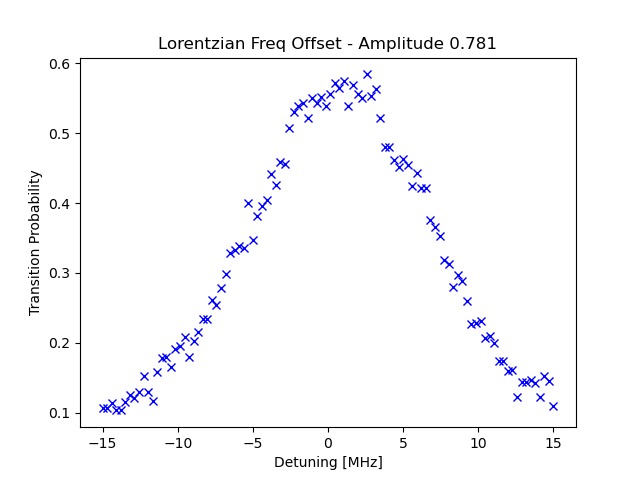 Lorentzian Freq Offset - Amplitude 0.781
Transition Probability
0.6
0.5
0.4
0.3
0.2
0.1
−15 −10 −5 0 5 10 15
Detuning [MHz]